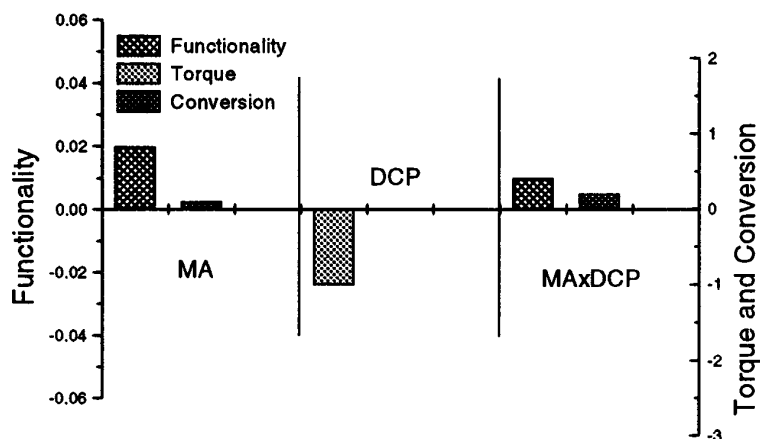 0.06
0.04
0.02
0.00
-0.02
-0.04
-0.06
Functionality
Functionality
Torque
Conversion
MA
DCP
MAxDCP
2
1
0
-1
-2
-3
Torque and Conversion